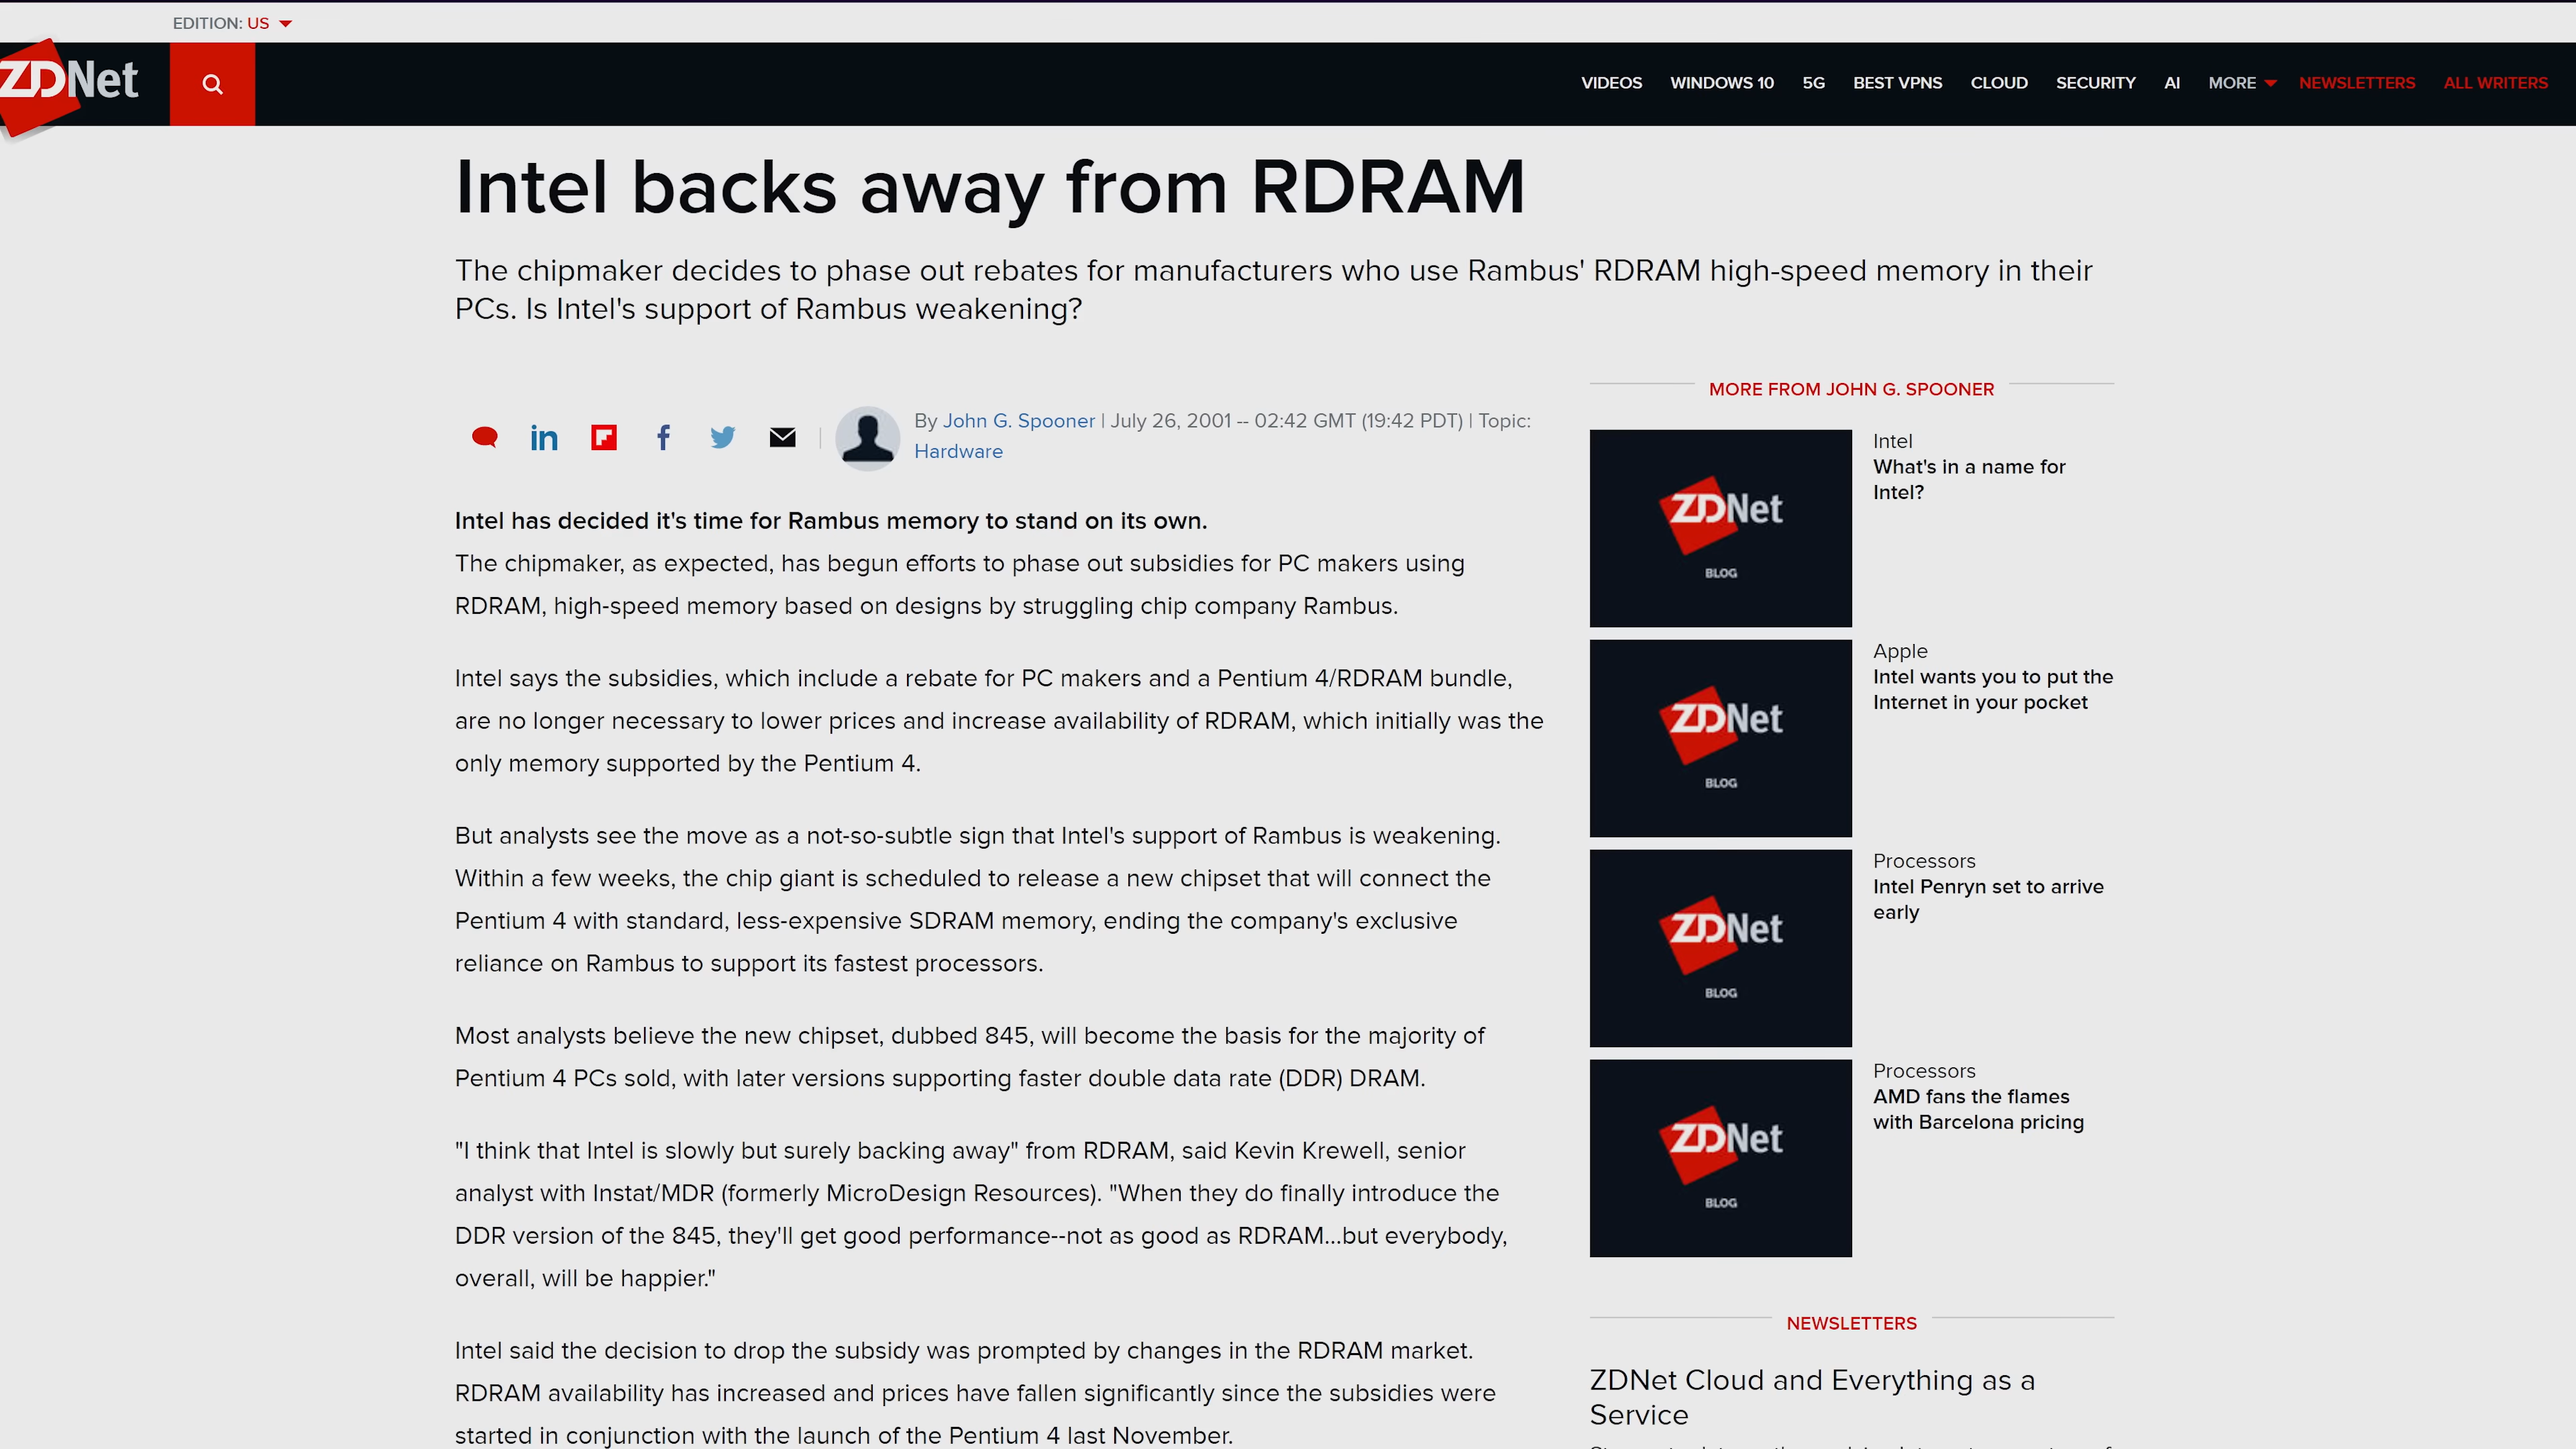 EDITION: US
ZDNet
VIDEOS WINDOWS 10 5G BEST VPNS CLOUD SECURITY AI MORE NEWSLETTERS ALL WRITERS
Intel backs away from RDRAM
The chipmaker decides to phase out rebates for manufacturers who use Rambus' RDRAM high-speed memory in their
PCs. Is Intel's support of Rambus weakening?
By John G. Spooner | July 26, 2001 -- 02:42 GMT (19:42 PDT) | Topic:
Hardware
Intel has decided it's time for Rambus memory to stand on its own.
The chipmaker, as expected, has begun efforts to phase out subsidies for PC makers using
RDRAM, high-speed memory based on designs by struggling chip company Rambus.
Intel says the subsidies, which include a rebate for PC makers and a Pentium 4/RDRAM bundle,
are no longer necessary to lower prices and increase availability of RDRAM, which initially was the
only memory supported by the Pentium 4.
But analysts see the move as a not-so-subtle sign that Intel's support of Rambus is weakening.
Within a few weeks, the chip giant is scheduled to release a new chipset that will connect the
Pentium 4 with standard, less-expensive SDRAM memory, ending the company's exclusive
reliance on Rambus to support its fastest processors.
Most analysts believe the new chipset, dubbed 845, will become the basis for the majority of
Pentium 4 PCs sold, with later versions supporting faster double data rate (DDR) DRAM.
"I think that Intel is slowly but surely backing away" from RDRAM, said Kevin Krewell, senior
analyst with Instat/MDR (formerly MicroDesign Resources). "When they do finally introduce the
DDR version of the 845, they'll get good performance--not as good as RDRAM...but everybody,
overall, will be happier."
Intel said the decision to drop the subsidy was prompted by changes in the RDRAM market.
RDRAM availability has increased and prices have fallen significantly since the subsidies were
started in conjunction with the launch of the Pentium 4 last November.
MORE FROM JOHN G. SPOONER
ZDNet
BLOG
Intel
What's in a name for
Intel?
ZDNet
BLOG
Apple
Intel wants you to put the
Internet in your pocket
ZDNet
BLOG
Processors
Intel Penryn set to arrive
early
ZDNet
BLOG
Processors
AMD fans the flames
with Barcelona pricing
NEWSLETTERS
ZDNet Cloud and Everything as a
Service